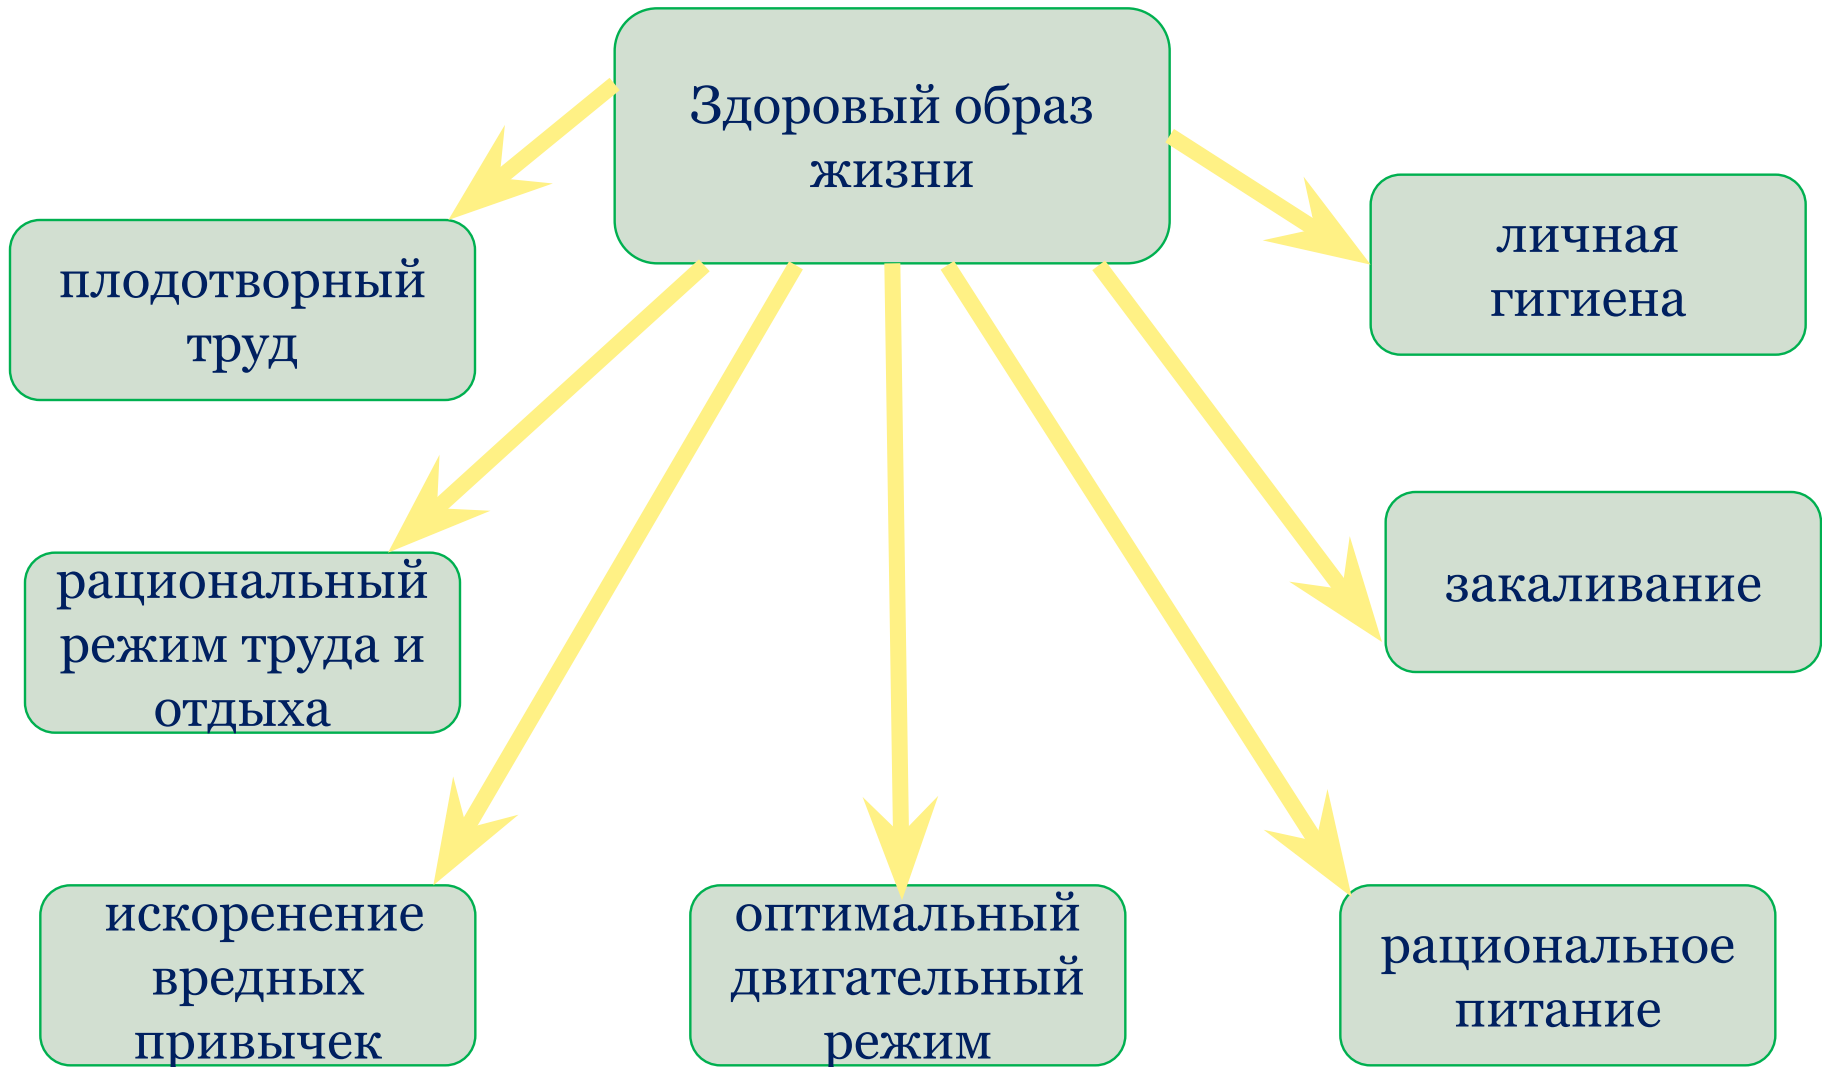 Здоровый образ
жизни
плодотворный
труд
личная
гигиена
рациональный
режим труда и
отдыха
закаливание
искоренение
вредных
привычек
оптимальный
двигательный
режим
рациональное
питание